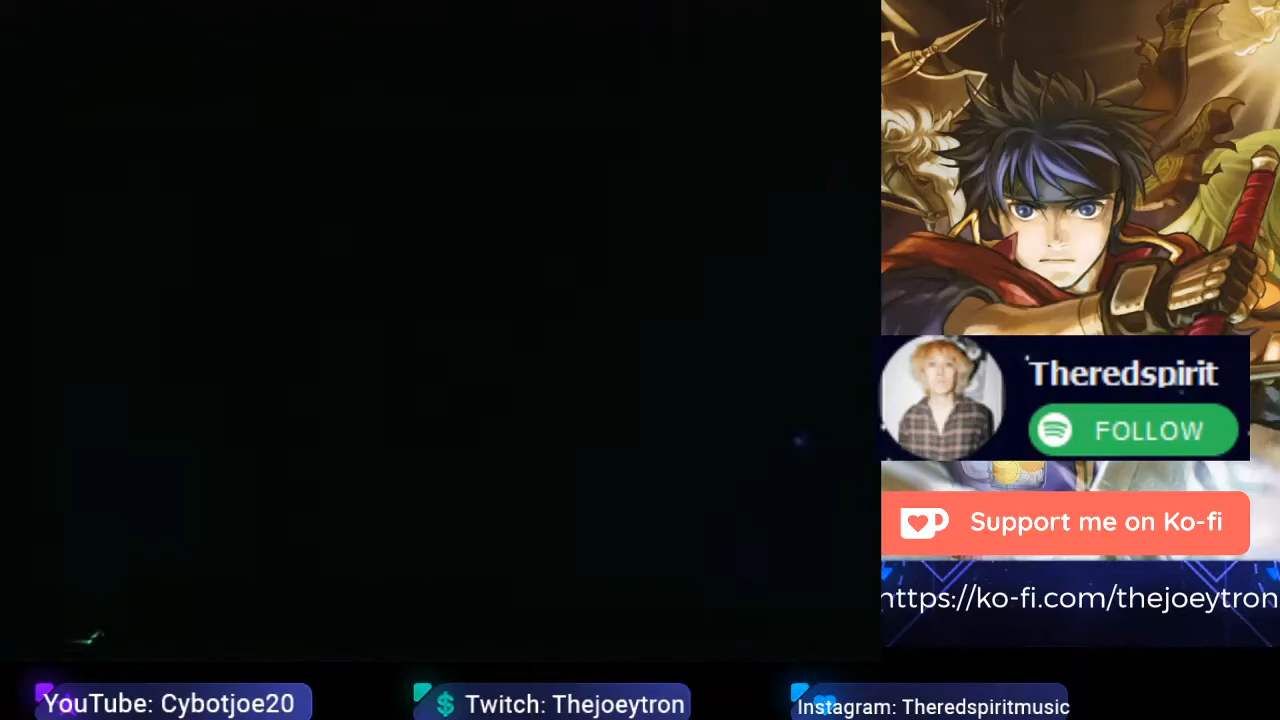 Theredspirit
FOLLOW
Support me on Ko-fi
https://ko-fi.com/thejoeytron
YouTube: Cybotjoe20
Twitch: Thejoeytron
Instagram: Theredspiritmusic